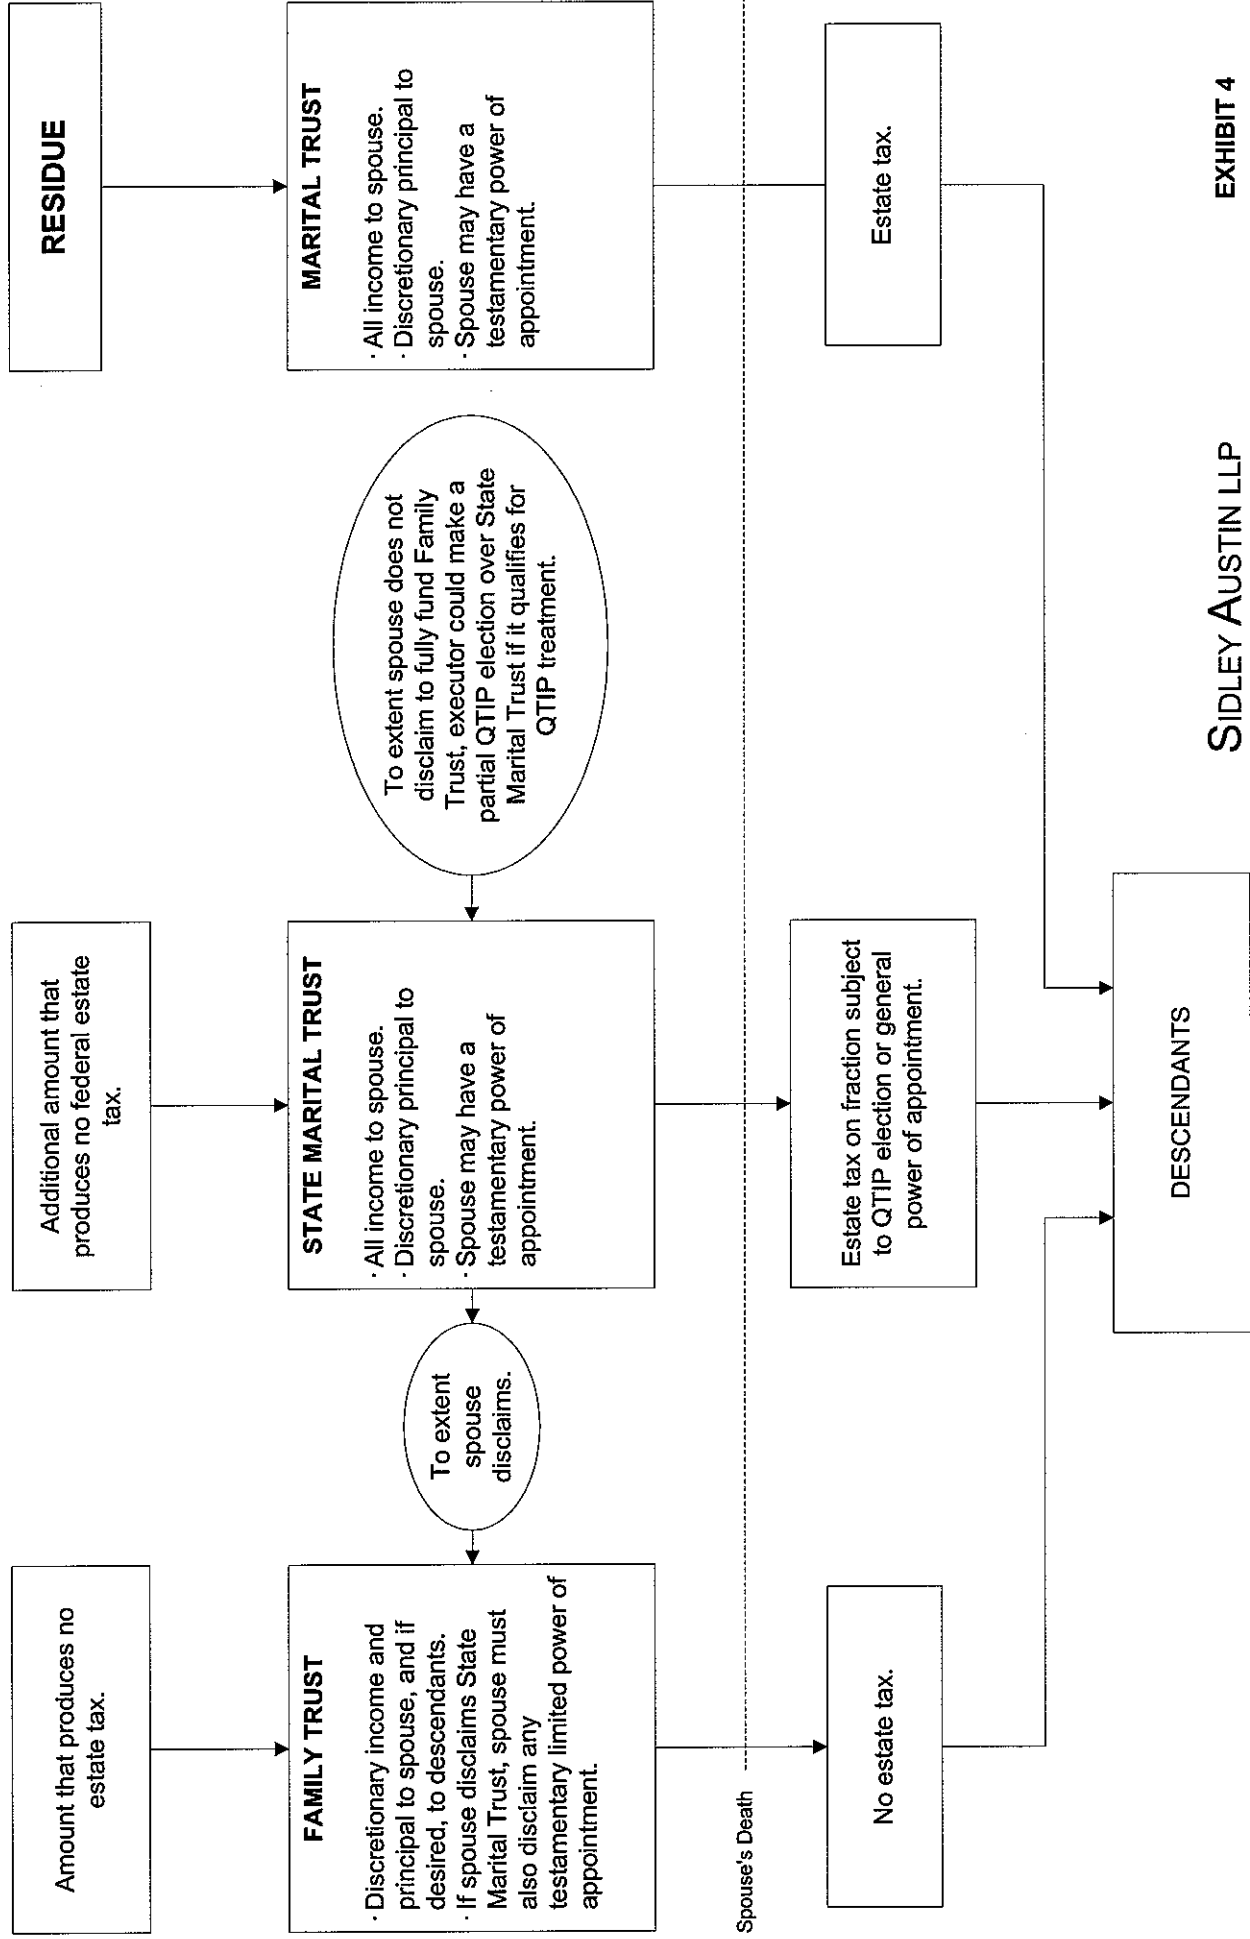 Amount that produces no
estate tax.
Additional amount that
produces no federal estate
tax.
RESIDUE
FAMILY TRUST
· Discretionary income and
principal to spouse, and if
desired, to descendants.
· If spouse disclaims State
Marital Trust, spouse must
also disclaim any
testamentary limited power of
appointment.
To extent
spouse
disclaims.
STATE MARITAL TRUST
· All income to spouse.
· Discretionary principal to
spouse.
· Spouse may have a
testamentary power of
appointment.
To extent spouse does not
disclaim to fully fund Family
Trust, executor could make a
partial QTIP election over State
Marital Trust if it qualifies for
QTIP treatment.
MARITAL TRUST
· All income to spouse.
· Discretionary principal to
spouse.
· Spouse may have a
testamentary power of
appointment.
Spouse's Death
No estate tax.
Estate tax on fraction subject
to QTIP election or general
power of appointment.
Estate tax.
DESCENDANTS
SIDLEY AUSTIN LLP
EXHIBIT 4